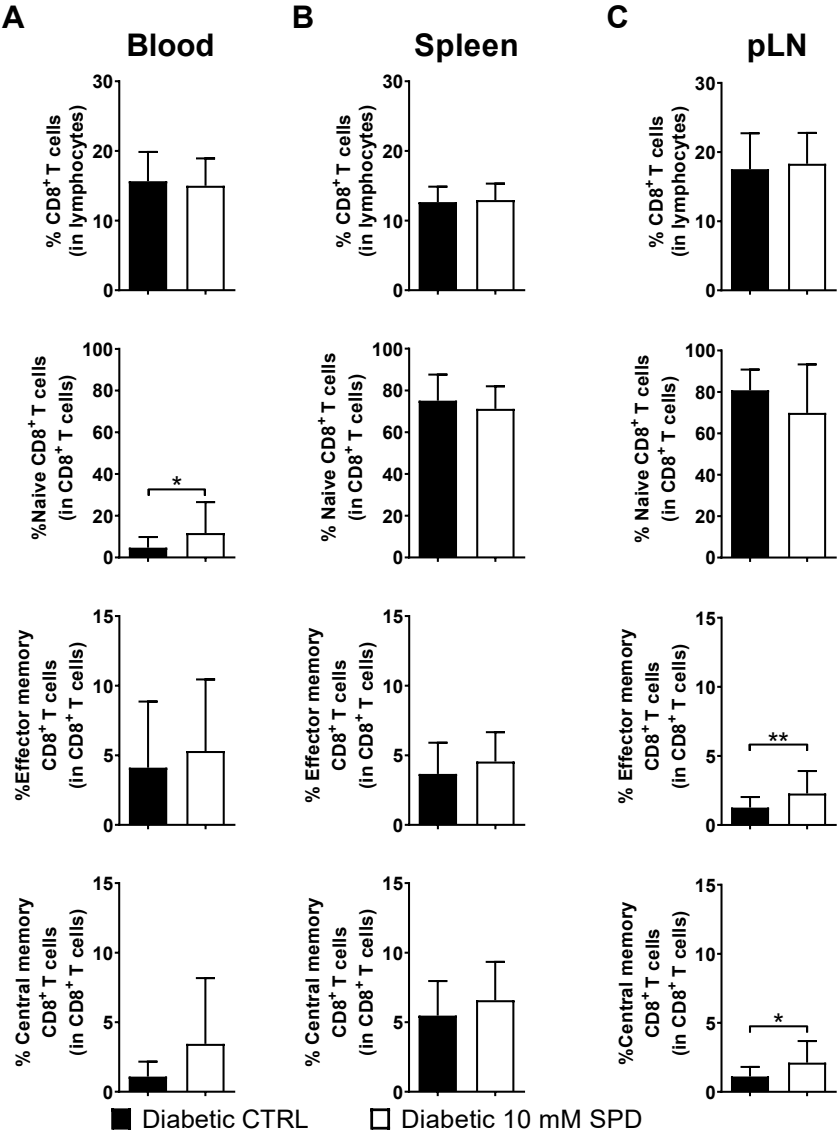 A
Blood
B
Spleen
C
pLN
% CD8⁺ T cells
(in lymphocytes)
30
20
10
0
% CD8⁺ T cells
(in lymphocytes)
30
20
10
0
% CD8⁺ T cells
(in lymphocytes)
30
20
10
0
%Naive CD8⁺ T cells
(in CD8⁺ T cells)
100
80
60
40
20
0
*
% Naive CD8⁺ T cells
(in CD8⁺ T cells)
100
80
60
40
20
0
% Naive CD8⁺ T cells
(in CD8⁺ T cells)
100
80
60
40
20
0
%Effector memory
CD8⁺ T cells
(in CD8⁺ T cells)
15
10
5
0
% Effector memory
CD8⁺ T cells
(in CD8⁺ T cells)
15
10
5
0
% Effector memory
CD8⁺ T cells
(in CD8⁺ T cells)
15
10
5
0
**
% Central memory
CD8⁺ T cells
(in CD8⁺ T cells)
15
10
5
0
% Central memory
CD8⁺ T cells
(in CD8⁺ T cells)
15
10
5
0
%Central memory
CD8⁺ T cells
(in CD8⁺ T cells)
15
10
5
0
*
Diabetic CTRL
Diabetic 10 mM SPD